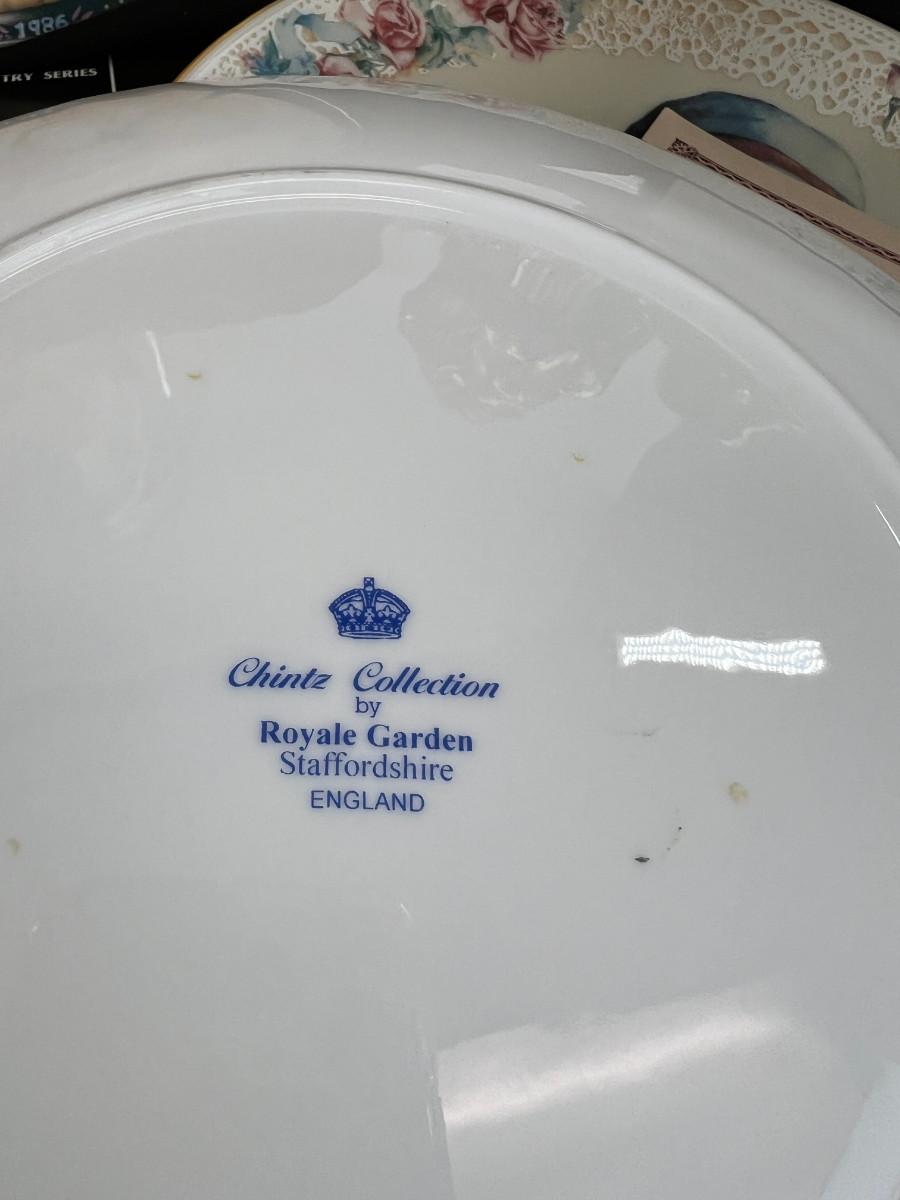 1986
TRY SERIES
Chintz Collection
by
Royale Garden
Staffordshire
ENGLAND